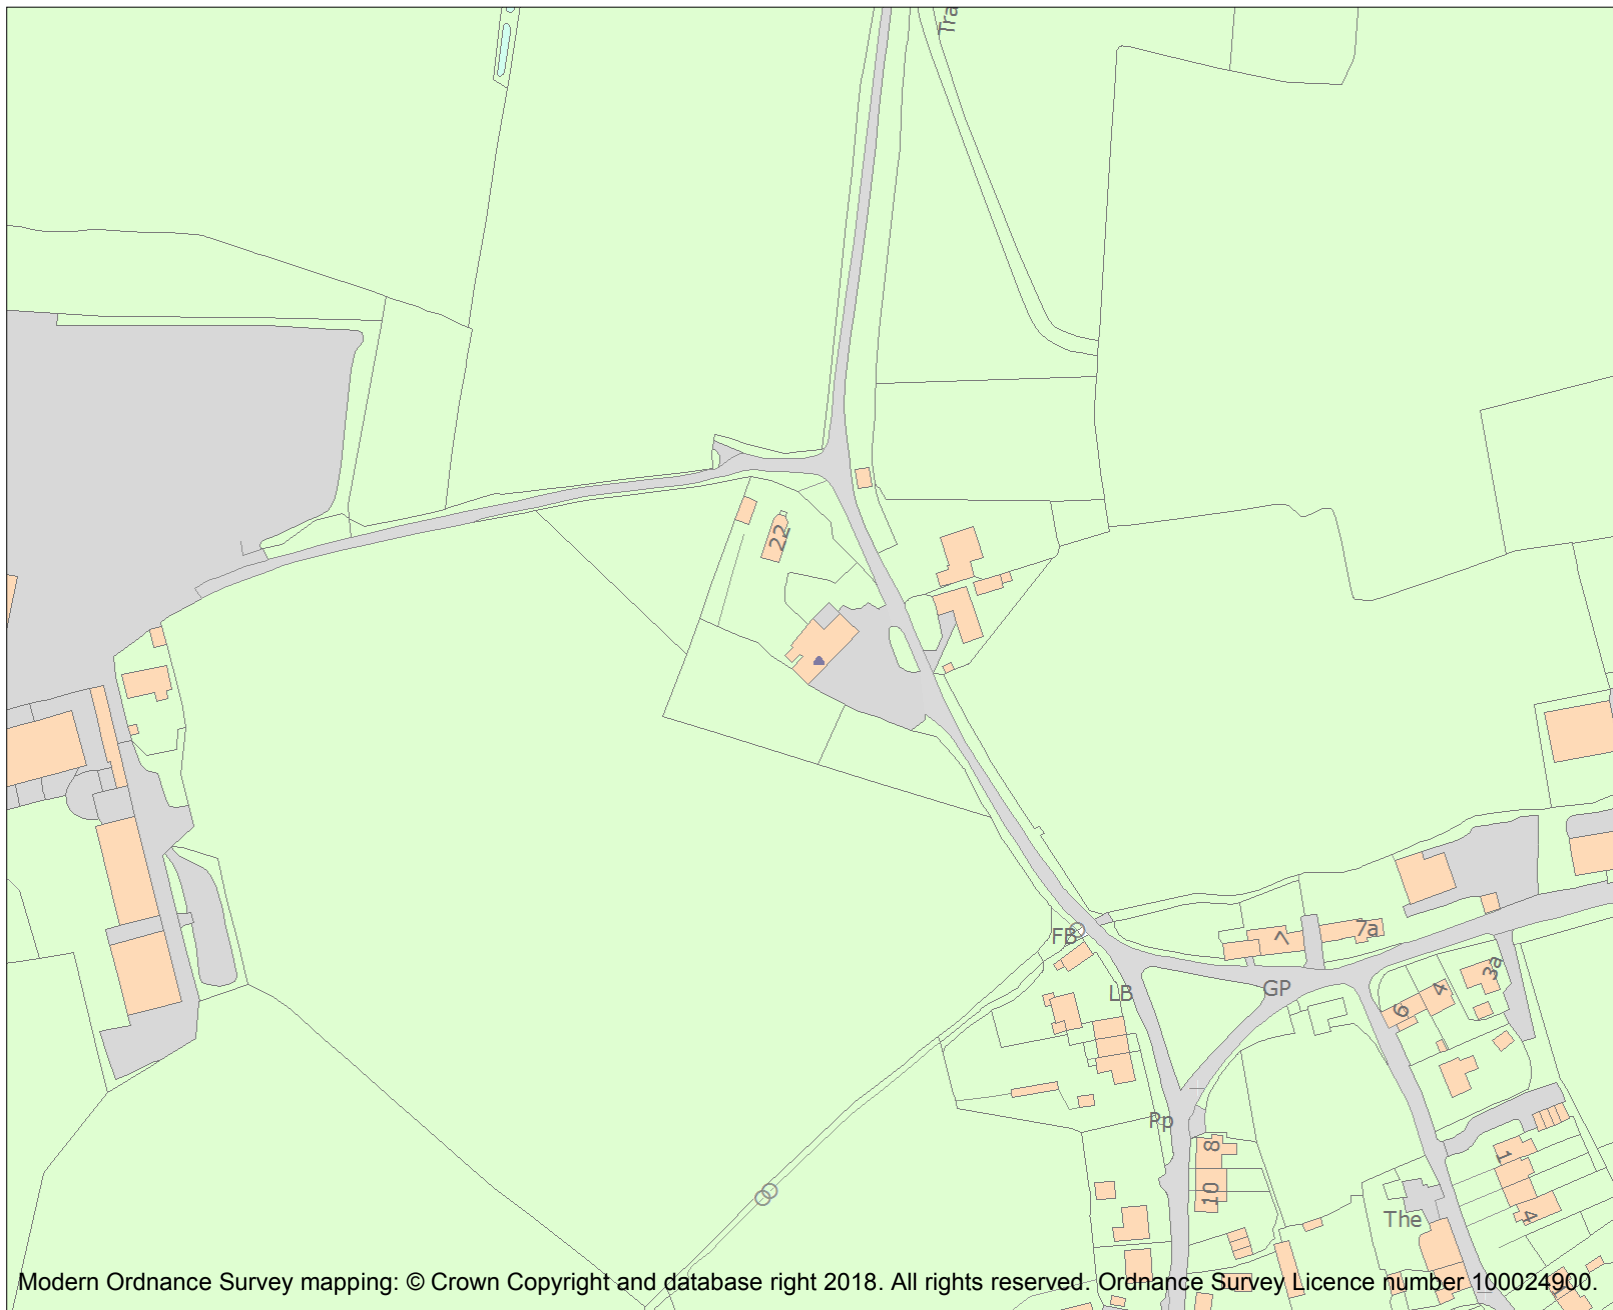 Tra
22
FB
7
7a
LB
GP
3a
4
6
Pp
8
1
10
The
4
Modern Ordnance Survey mapping: © Crown Copyright and database right 2018. All rights reserved. Ordnance Survey Licence number 100024900.